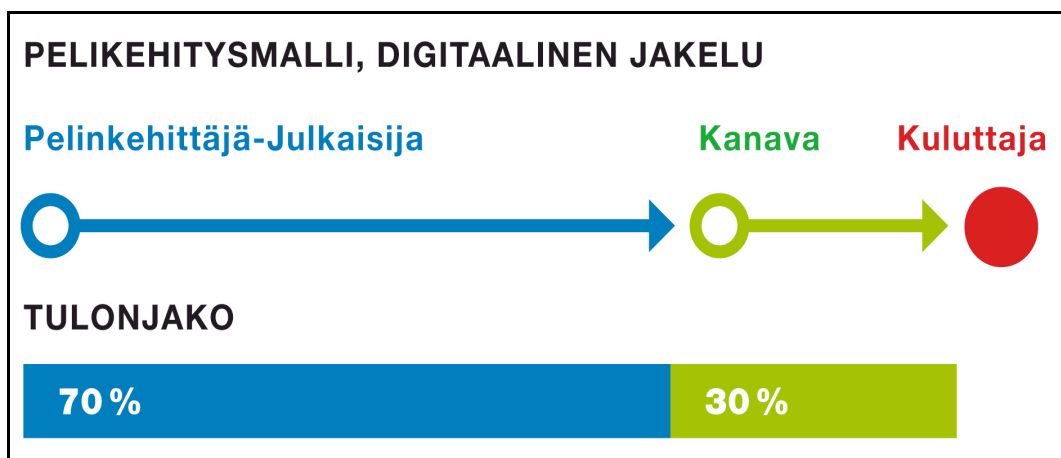 PELIKEHITYSMALLI, DIGITAALINEN JAKELU
Pelinkehittäjä-Julkaisija Kanava Kuluttaja
TULONJAKO
70 % 30 %